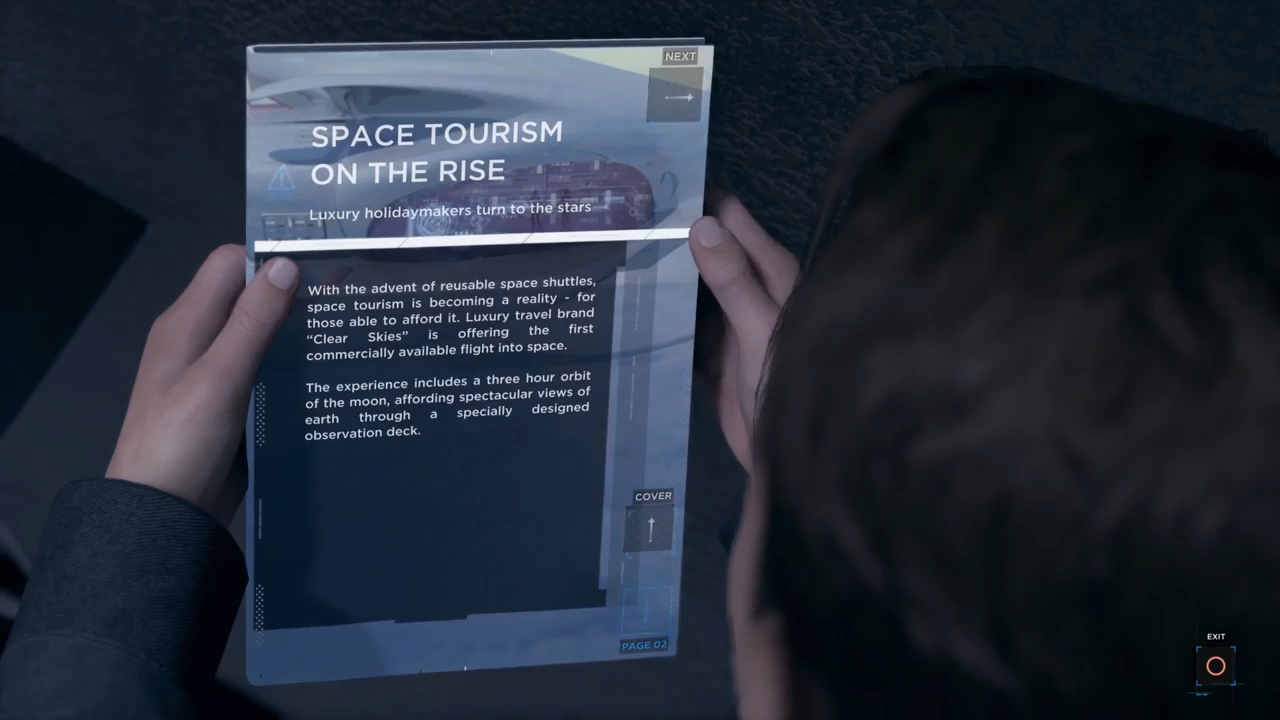 NEXT
SPACE TOURISM
ON THE RISE
Luxury holidaymakers turn to the stars
With the advent of reusable space shuttles,
space tourism is becoming a reality - for
those able to afford it. Luxury travel brand
“Clear Skies” is offering the first
commercially available flight into space.
The experience includes a three hour orbit
of the moon, affording spectacular views of
earth through a specially designed
observation deck.
COVER
PAGE 02
EXIT